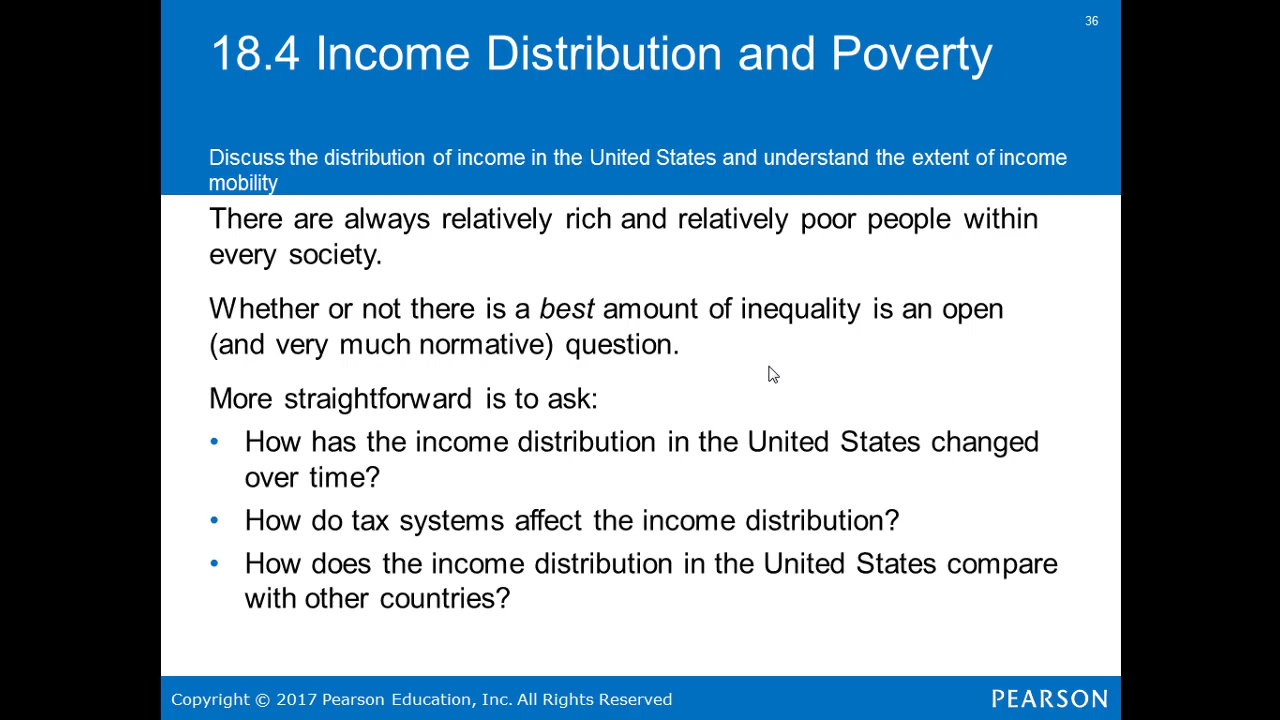 36
18.4 Income Distribution and Poverty
Discuss the distribution of income in the United States and understand the extent of income
mobility
There are always relatively rich and relatively poor people within
every society.
Whether or not there is a best amount of inequality is an open
(and very much normative) question.
More straightforward is to ask:
• How has the income distribution in the United States changed
over time?
• How do tax systems affect the income distribution?
• How does the income distribution in the United States compare
with other countries?
Copyright © 2017 Pearson Education, Inc. All Rights Reserved
PEARSON